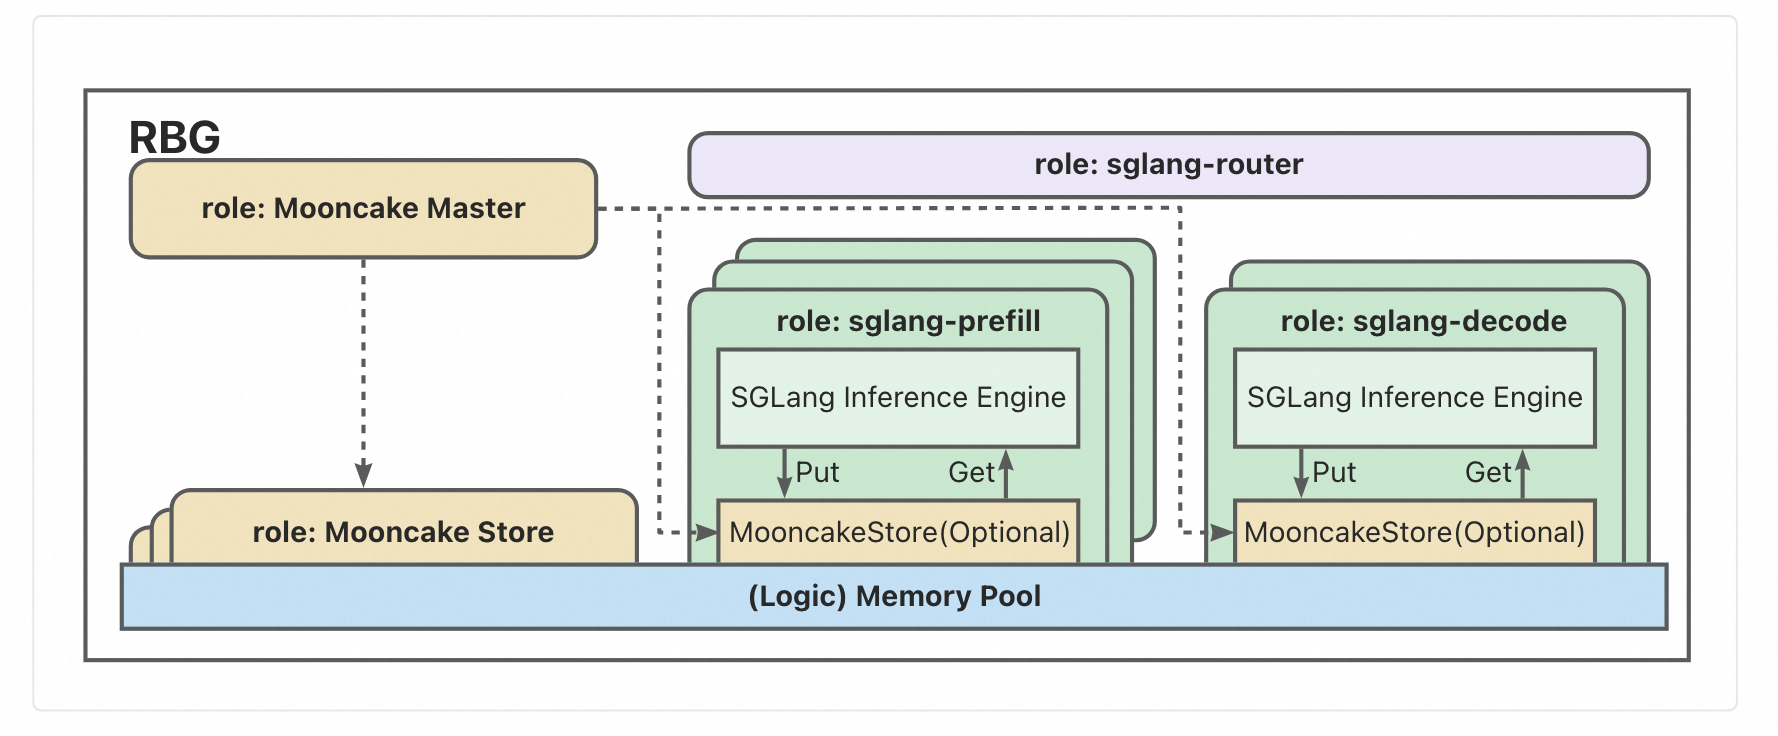 RBG
role: Mooncake Master
role: sglang-router
role: sglang-prefill
SGLang Inference Engine
Put
Get
MooncakeStore(Optional)
role: sglang-decode
SGLang Inference Engine
Put
Get
MooncakeStore(Optional)
role: Mooncake Store
(Logic) Memory Pool